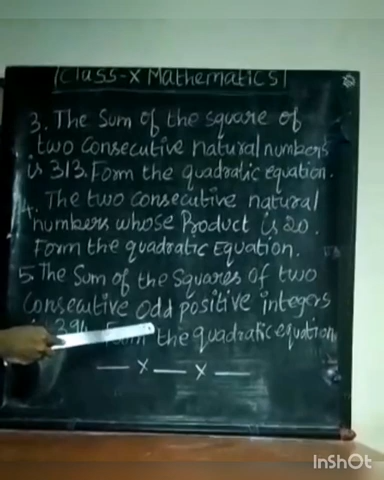 Class-X Mathematics
3. The Sum of the square of
two consecutive natural numbers
is 313. Form the quadratic equation.
4. The two consecutive natural
numbers whose Product is 20.
Form the quadratic Equation.
5. The Sum of the Squares of two
Consecutive Odd positive integers
394. Form the quadratic equation
— x — x —
InShOt